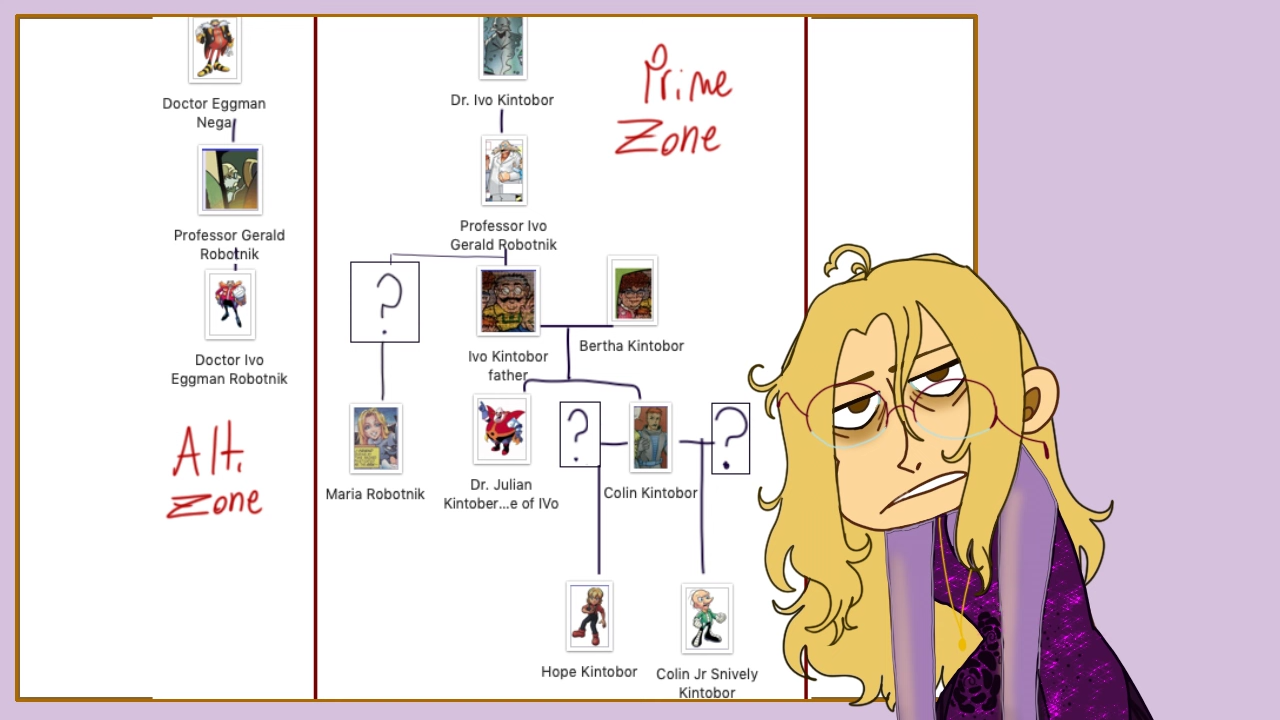 Doctor Eggman
Nega
Professor Gerald
Robotnik
Doctor Ivo
Eggman Robotnik
Alt.
Zone
Dr. Ivo Kintobor
Prime
Zone
Professor Ivo
Gerald Robotnik
?
Ivo Kintobor
father
Bertha Kintobor
Maria Robotnik
Dr. Julian
Kintober...e of IVo
?
Colin Kintobor
?
Hope Kintobor
Colin Jr Snively
Kintobor